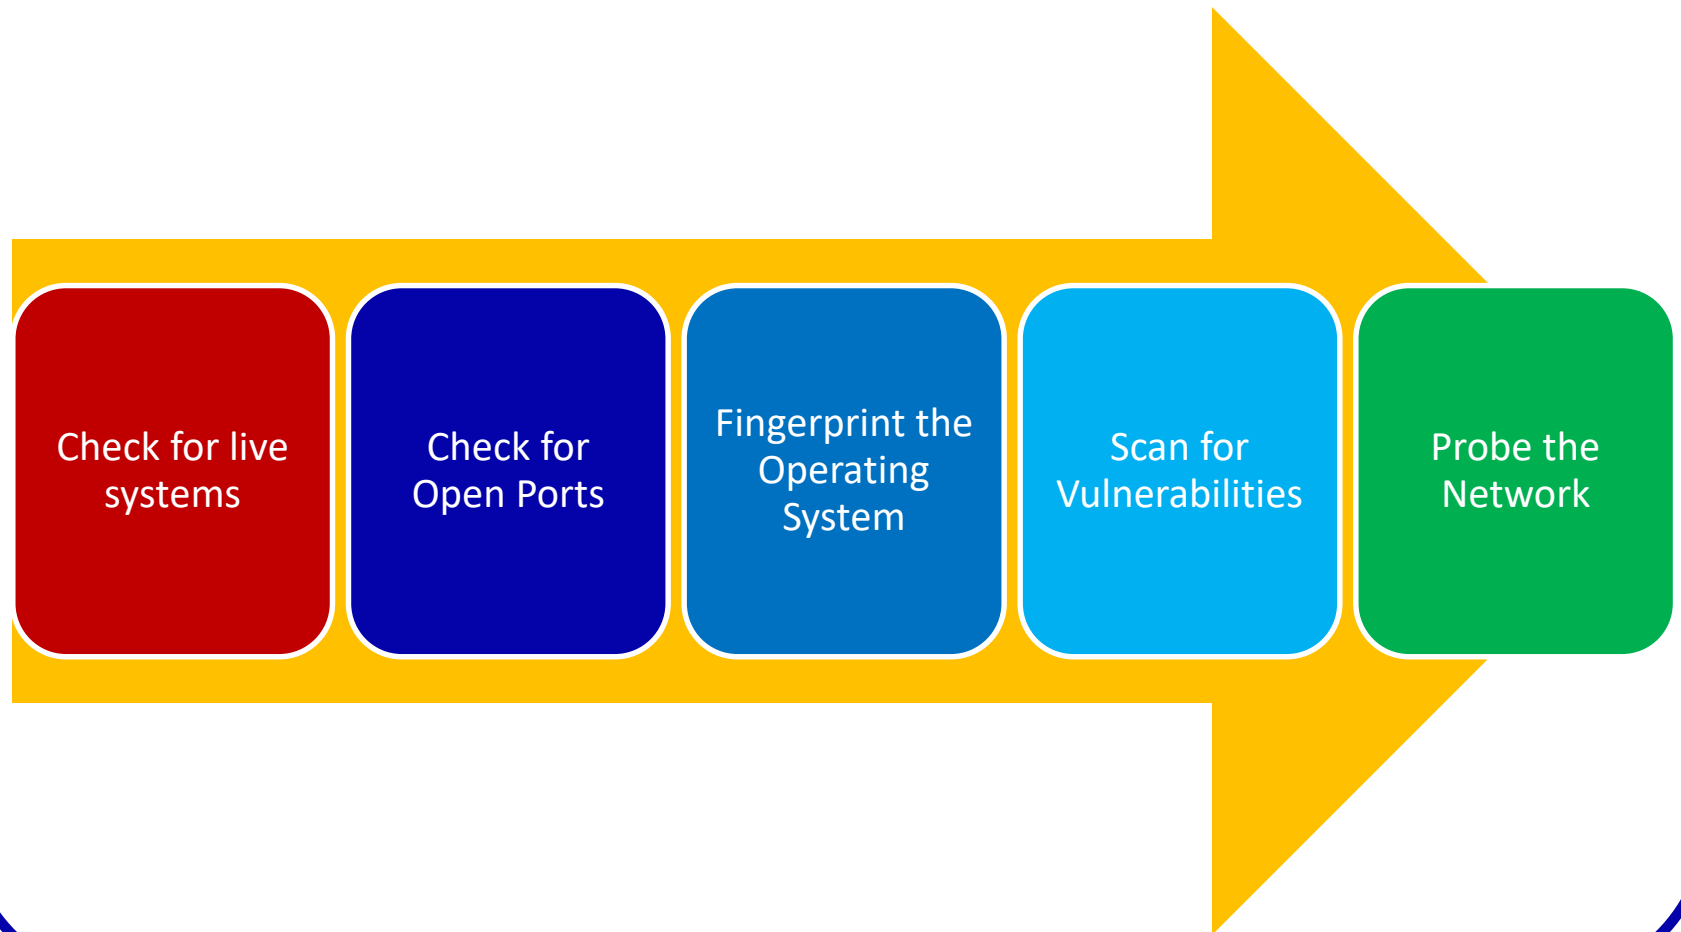 Check for live
systems
Check for
Open Ports
Fingerprint the
Operating
System
Scan for
Vulnerabilities
Probe the
Network